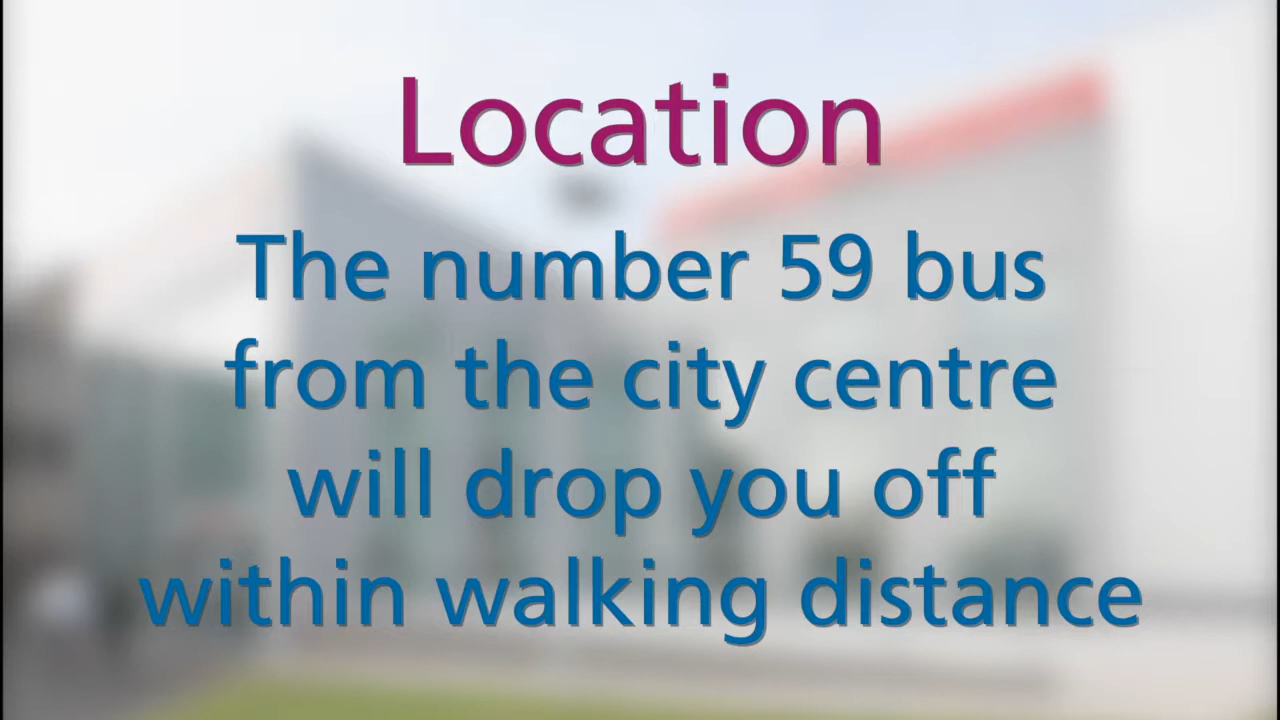 Location
The number 59 bus
from the city centre
will drop you off
within walking distance